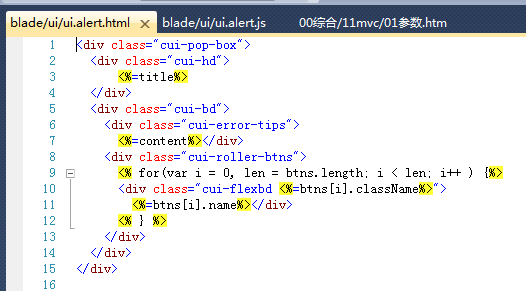 blade/ui/ui.alert.html × blade/ui/ui.alert.js 00综合/11mvc/01参数.htm
1 <div class="cui-pop-box">
2 <div class="cui-hd">
3 <%=title%>
4 </div>
5 <div class="cui-bd">
6 <div class="cui-error-tips">
7 <%=content%></div>
8 <div class="cui-roller-btns">
9 <% for(var i = 0, len = btns.length; i < len; i++ ) {%>
10 <div class="cui-flexbd <%=btns[i].className%>">
11 <%=btns[i].name%></div>
12 <% } %>
13 </div>
14 </div>
15 </div>
16